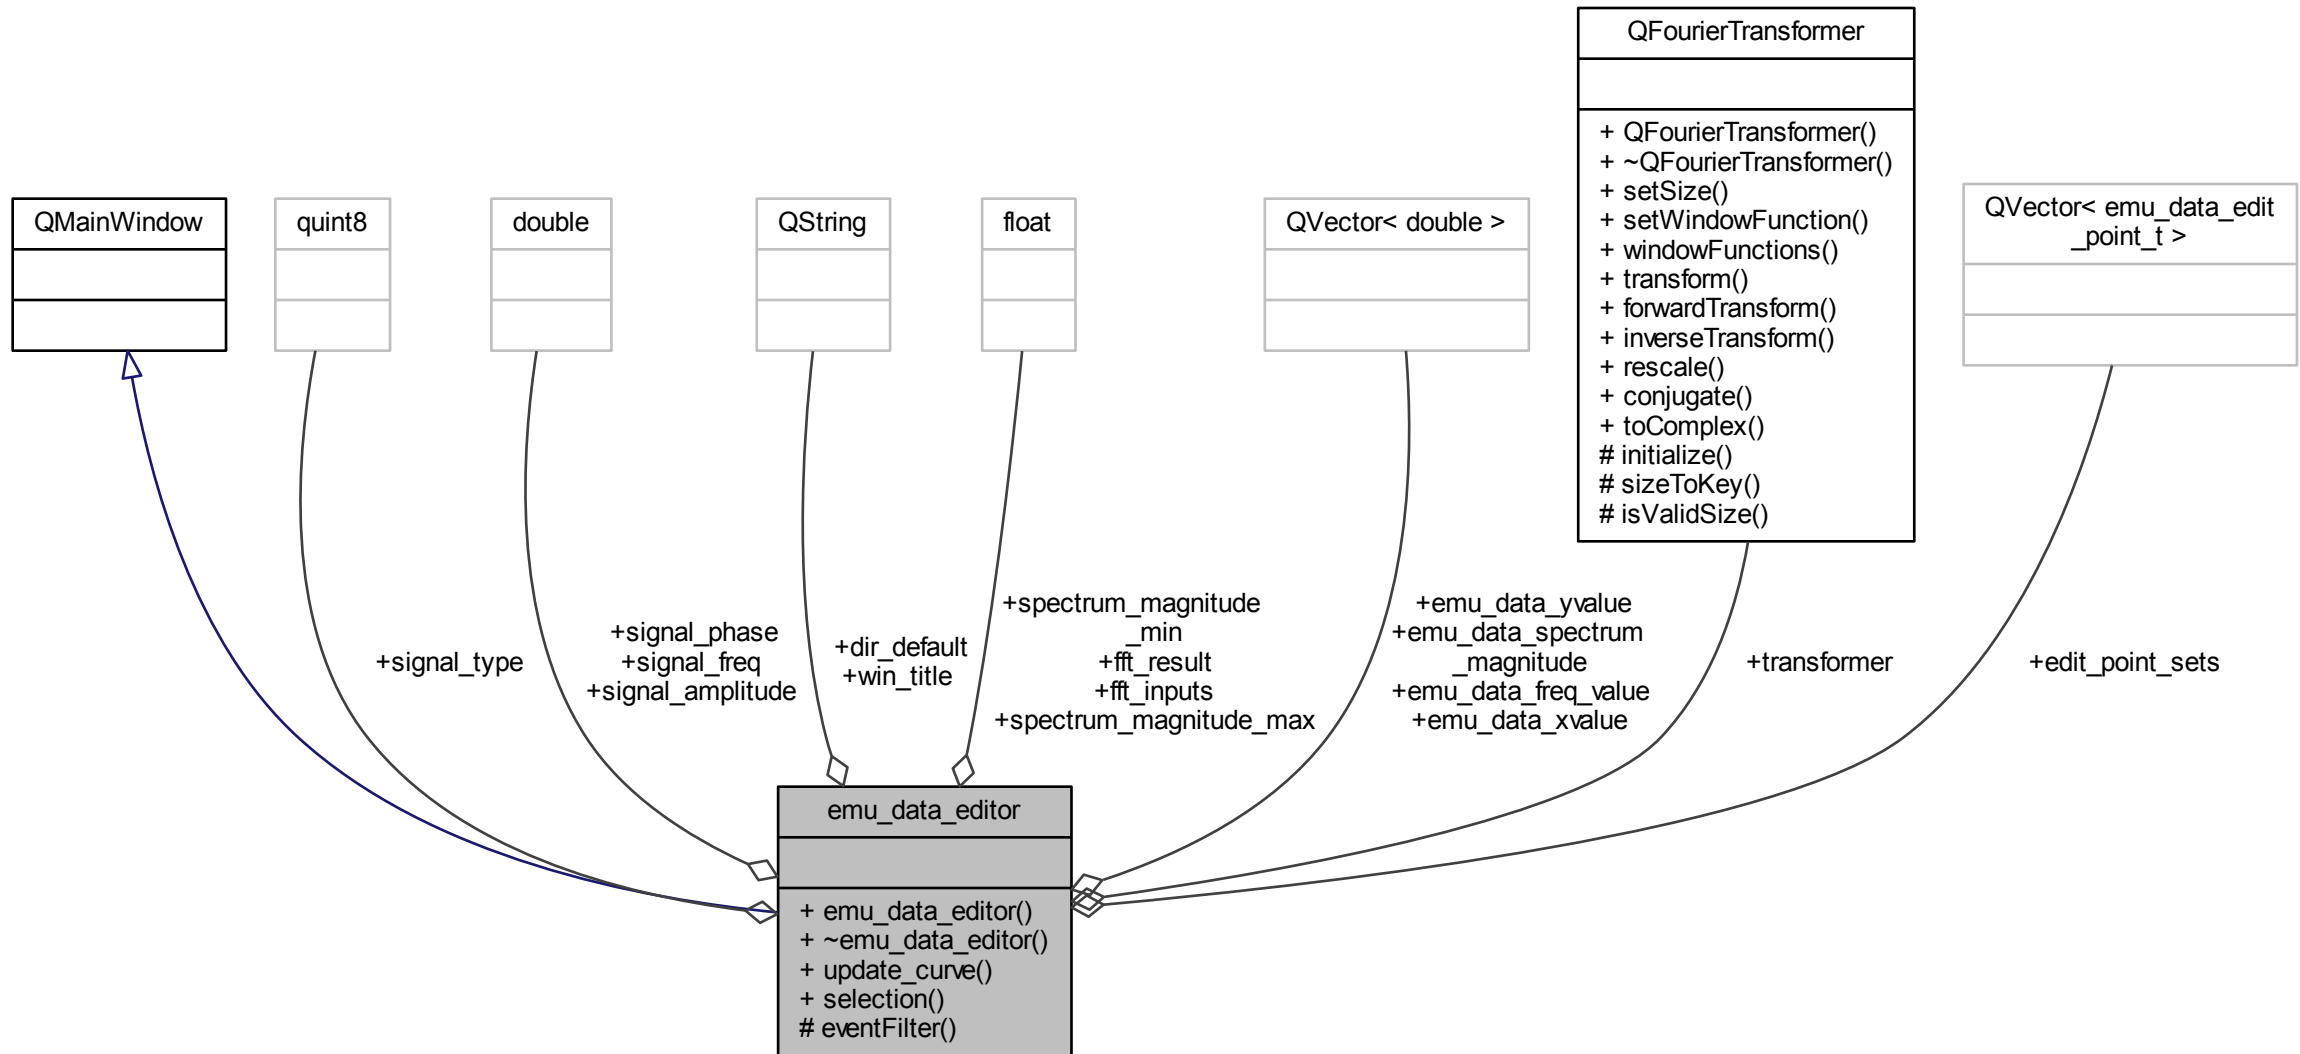 QFourierTransformer
+ QFourierTransformer()
+ ~QFourierTransformer()
+ setSize()
+ setWindowFunction()
+ windowFunctions()
+ transform()
+ forwardTransform()
+ inverseTransform()
+ rescale()
+ conjugate()
+ toComplex()
# initialize()
# sizeToKey()
# isValidSize()
QMainWindow
quint8
double
QString
float
QVector< double >
QVector< emu_data_edit
_point_t >
+signal_type
+signal_phase
+signal_freq
+signal_amplitude
+dir_default
+win_title
+spectrum_magnitude
_min
+fft_result
+fft_inputs
+spectrum_magnitude_max
+emu_data_yvalue
+emu_data_spectrum
_magnitude
+emu_data_freq_value
+emu_data_xvalue
+transformer
+edit_point_sets
emu_data_editor
+ emu_data_editor()
+ ~emu_data_editor()
+ update_curve()
+ selection()
# eventFilter()